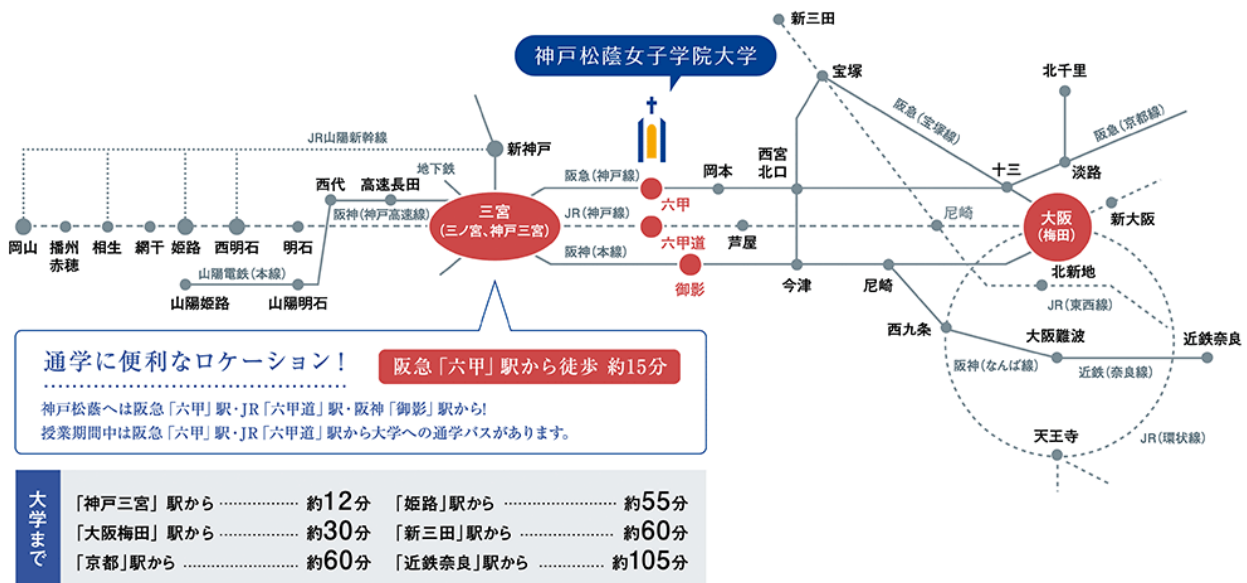 新三田
神戸松蔭女子学院大学
宝塚
北千里
阪急(宝塚線)
阪急(京都線)
JR山陽新幹線
新神戸
地下鉄
西代
高速長田
阪急(神戸線)
岡本
西宮
北口
十三
淡路
六甲
阪神(神戸高速線)
三宮
(三ノ宮、神戸三宮)
JR(神戸線)
尼崎
大阪
(梅田)
新大阪
岡山
播州
赤穂
相生
網干
姫路
西明石
明石
六甲道
芦屋
阪神(本線)
山陽電鉄(本線)
山陽姫路
山陽明石
御影
今津
尼崎
北新地
JR(東西線)
西九条
大阪難波
近鉄奈良
阪神(なんば線)
近鉄(奈良線)
天王寺
JR(環状線)
通学に便利なロケーション!
阪急「六甲」駅から徒歩 約15分
神戸松蔭へは阪急「六甲」駅・JR「六甲道」駅・阪神「御影」駅から!
授業期間中は阪急「六甲」駅・JR「六甲道」駅から大学への通学バスがあります。
大学まで
「神戸三宮」駅から ················ 約12分
「姫路」駅から ······················ 約55分
「大阪梅田」駅から ················ 約30分
「新三田」駅から ···················· 約60分
「京都」駅から ······················ 約60分
「近鉄奈良」駅から ················ 約105分